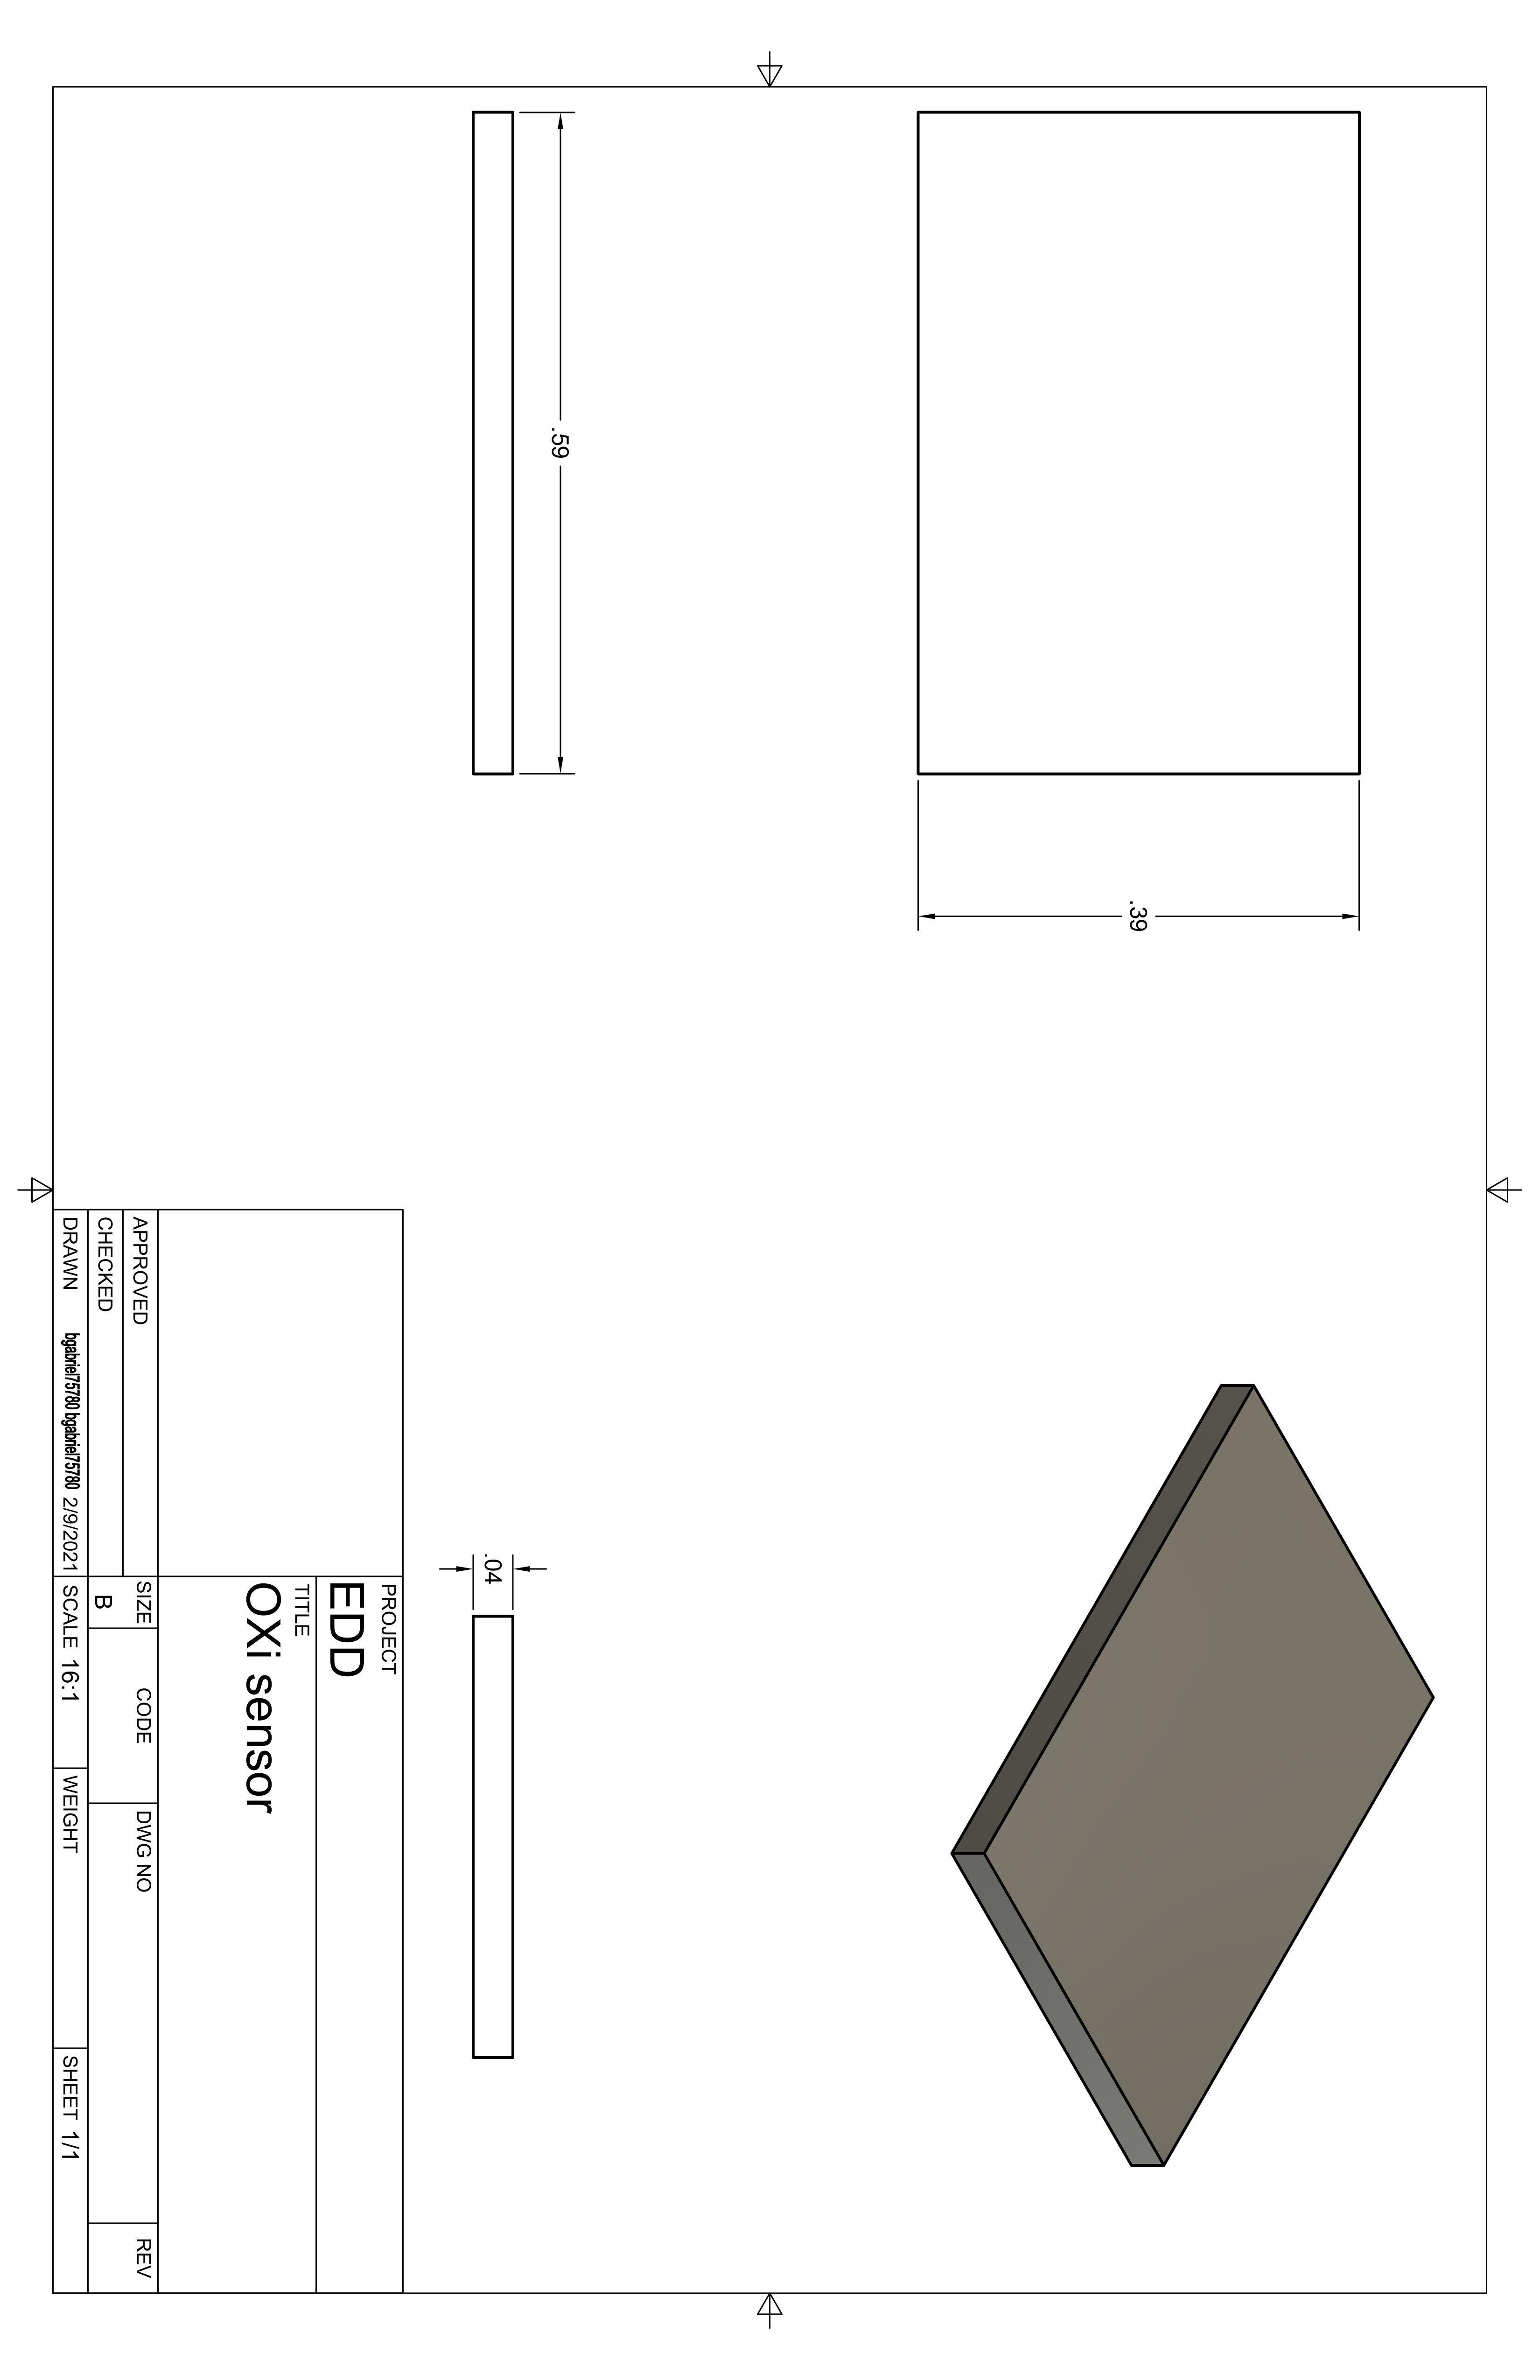 .39
.59
.04
PROJECT
EDD
TITLE
OXi sensor
APPROVED
CHECKED
DRAWN bgabriel75780 bgabriel75780 2/9/2021
SIZE CODE DWG NO REV
B
SCALE 16:1 WEIGHT SHEET 1/1